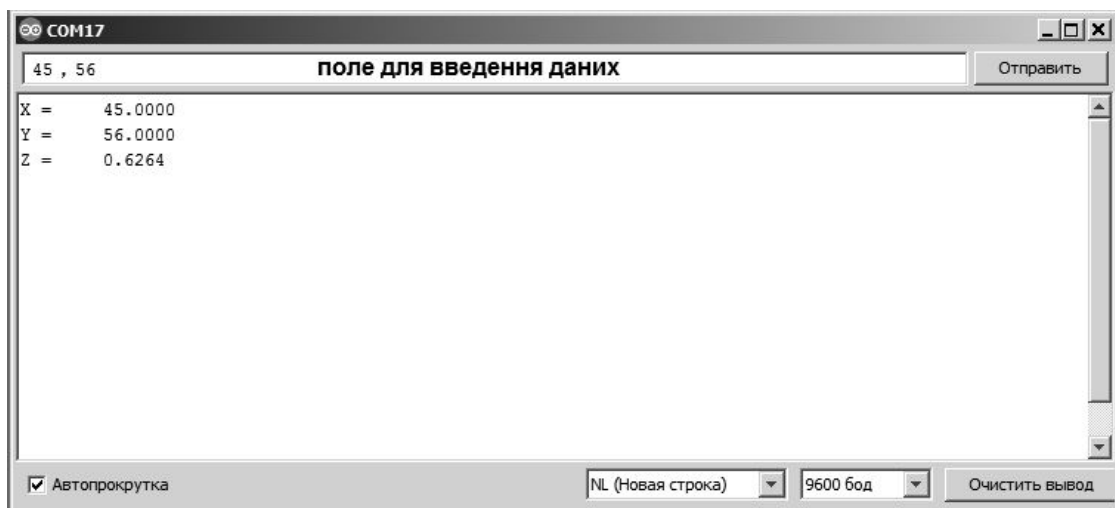 COM17
45 , 56 поле для введення даних Отправить
X = 45.0000
Y = 56.0000
Z = 0.6264
Автопрокрутка NL (Новая строка) 9600 бод Очистить вывод